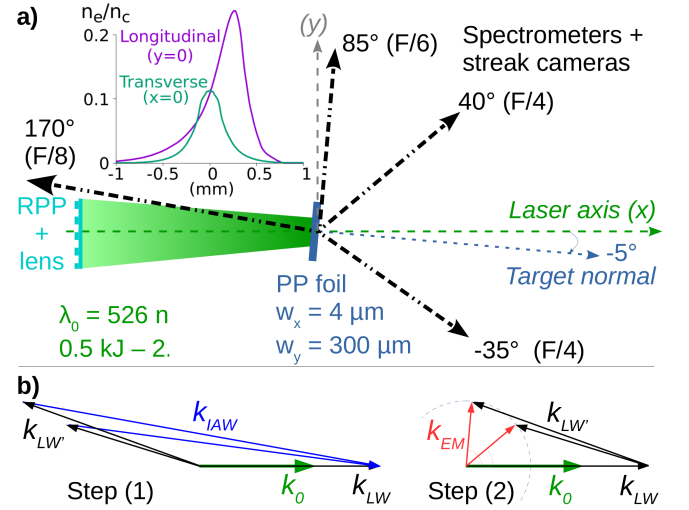 a)
n_e/n_c
0.2
0.1
0
-1
-0.5
0
0.5
1
(mm)
Longitudinal
(y=0)
Transverse
(x=0)
(y)
85° (F/6)
Spectrometers +
streak cameras
40° (F/4)
170°
(F/8)
RPP
+
lens
Laser axis (x)
-5°
Target normal
PP foil
w_x = 4 µm
w_y = 300 µm
λ_0 = 526 n
0.5 kJ – 2.
-35° (F/4)
b)
k_LW'
k_IAW
k_0
k_LW
Step (1)
k_EM
k_LW'
k_0
k_LW
Step (2)